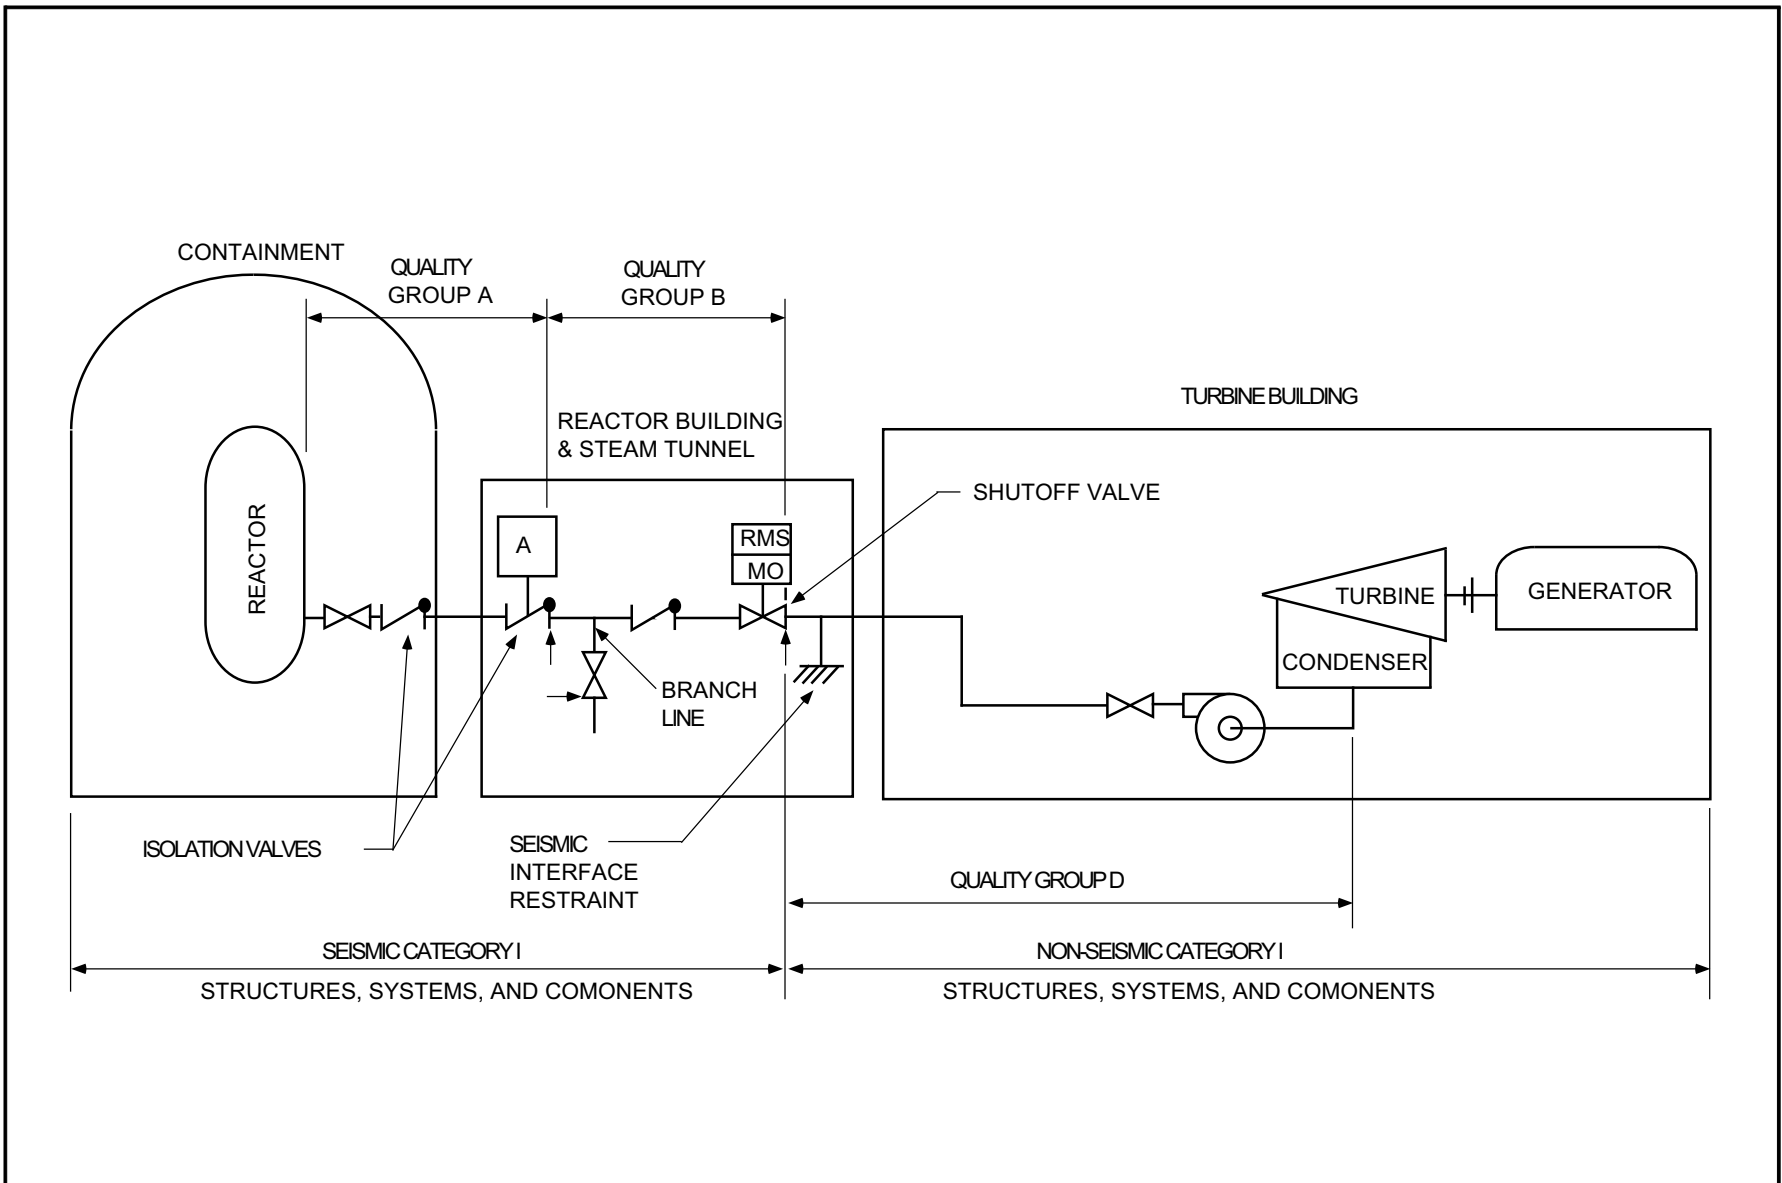 CONTAINMENT
QUALITY
GROUP A
QUALITY
GROUP B
TURBINE BUILDING
REACTOR BUILDING
& STEAM TUNNEL
SHUTOFF VALVE
REACTOR
A
RMS
MO
TURBINE
GENERATOR
CONDENSER
BRANCH
LINE
ISOLATION VALVES
SEISMIC
INTERFACE
RESTRAINT
QUALITY GROUP D
SEISMIC CATEGORY I
STRUCTURES, SYSTEMS, AND COMONENTS
NON-SEISMIC CATEGORY I
STRUCTURES, SYSTEMS, AND COMONENTS